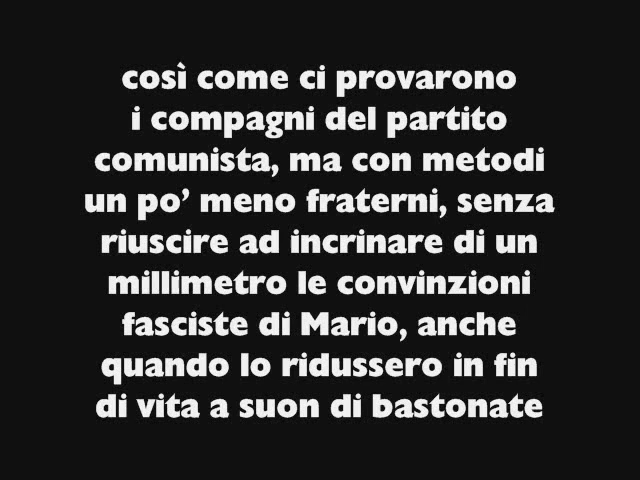 così come ci provarono
i compagni del partito
comunista, ma con metodi
un po’ meno fraterni, senza
riuscire ad incrinare di un
millimetro le convinzioni
fasciste di Mario, anche
quando lo ridussero in fin
di vita a suon di bastonate